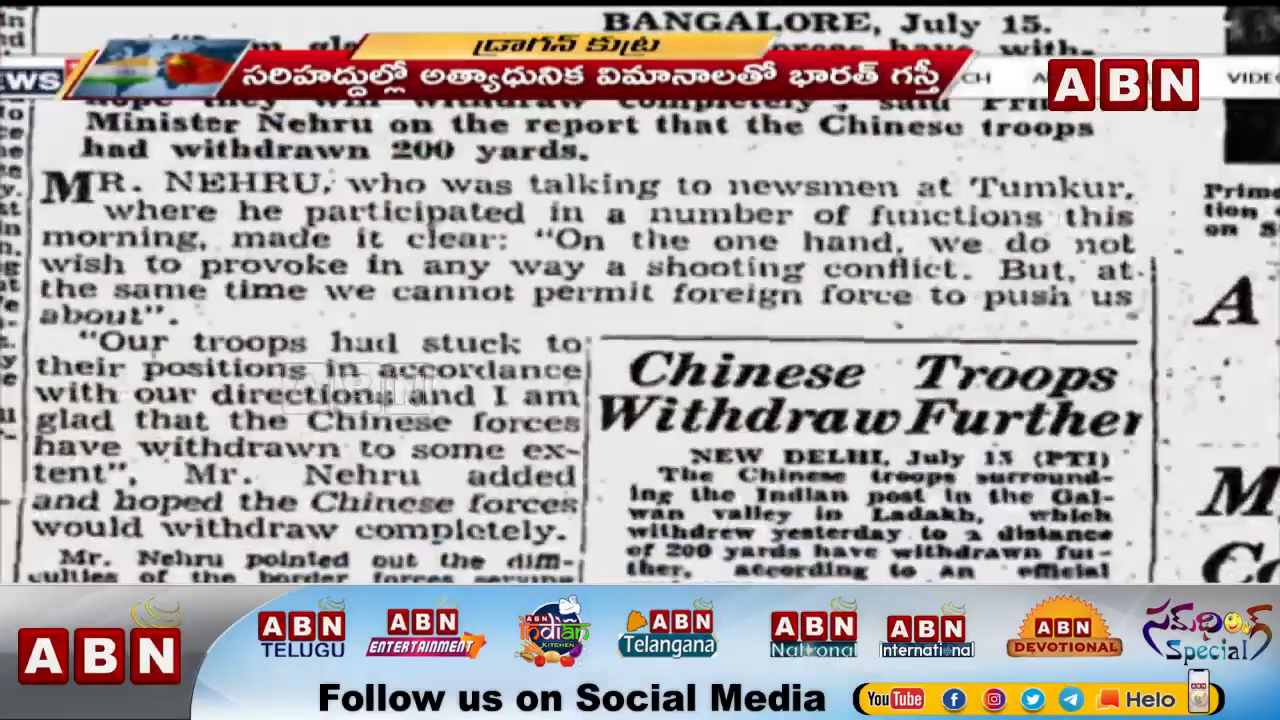 BANGALORE, July 15.
డ్రాగన్ కుట్ర
NEWS
సరిహద్దుల్లో అత్యాధునిక విమానాలతో భారత్ గస్తీ
ABN
Minister Nehru on the report that the Chinese troops
had withdrawn 200 yards.
MR. NEHRU, who was talking to newsmen at Tumkur,
where he participated in a number of functions this
morning, made it clear: "On the one hand, we do not
wish to provoke in any way a shooting conflict. But, at
the same time we cannot permit foreign force to push us
about".
"Our troops had stuck to
their positions in accordance
with our directions and I am
glad that the Chinese forces
have withdrawn to some ex-
tent", Mr. Nehru added
and hoped the Chinese forces
would withdraw completely.
Mr. Nehru pointed out the diffi-
culties of the border forces serving
Chinese Troops
Withdraw Further
NEW DELHI, July 15 (PTI)
The Chinese troops surround-
ing the Indian post in the Gal-
wan valley in Ladakh, which
withdrew yesterday to a distance
of 200 yards have withdrawn fur-
ther, according to an official
ABN
ABN TELUGU
ABN ENTERTAINMENT
ABN Indian KITCHEN
ABN Telangana
ABN National
ABN International
ABN DEVOTIONAL
సమ్‌థింగ్ Special
Follow us on Social Media
YouTube
Helo